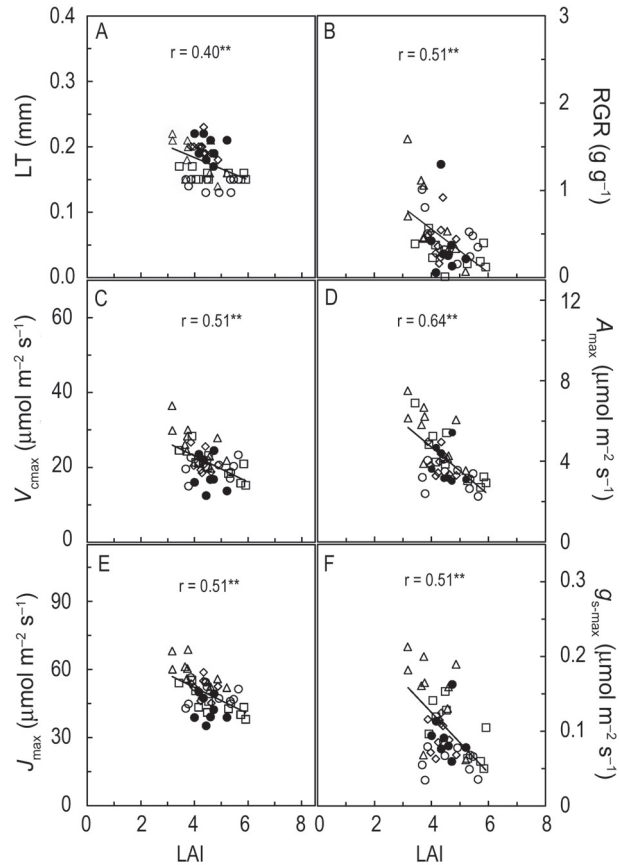 A
r = 0.40**
0.4
0.3
0.2
0.1
0.0
LT (mm)
B
r = 0.51**
3
2
1
0
RGR (g g⁻¹)
C
r = 0.51**
60
40
20
0
Vcmax (μmol m⁻² s⁻¹)
D
r = 0.64**
12
8
4
0
Amax (μmol m⁻² s⁻¹)
E
r = 0.51**
90
45
0
Jmax (μmol m⁻² s⁻¹)
0 2 4 6 8
LAI
F
r = 0.51**
0.3
0.2
0.1
0
gs-max (μmol m⁻² s⁻¹)
0 2 4 6 8
LAI